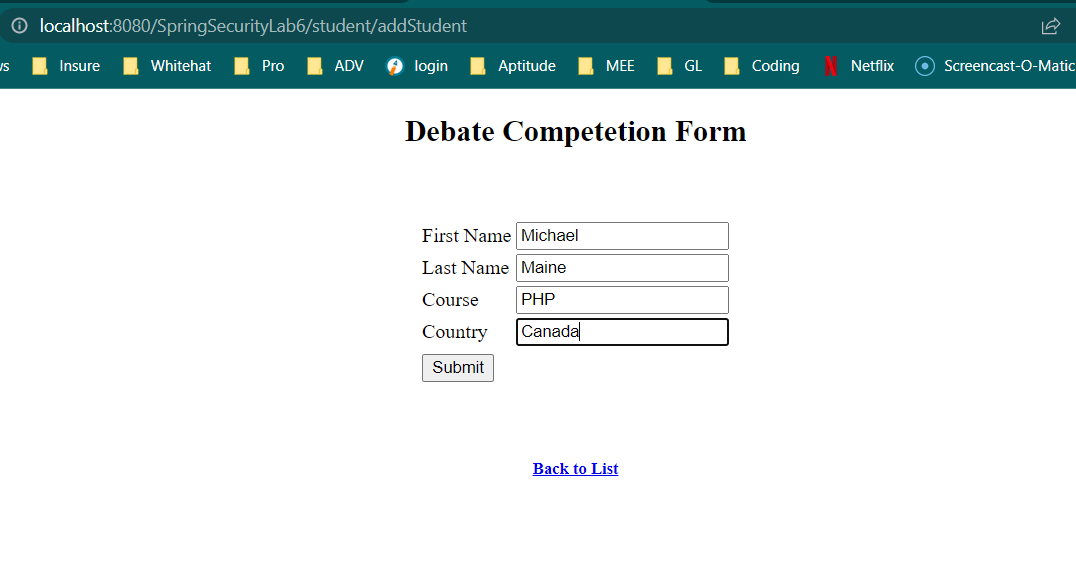 localhost:8080/SpringSecurityLab6/student/addStudent
Insure Whitehat Pro ADV login Aptitude MEE GL Coding Netflix Screencast-O-Matic
Debate Competetion Form
First Name Michael
Last Name Maine
Course PHP
Country Canada
Submit
Back to List